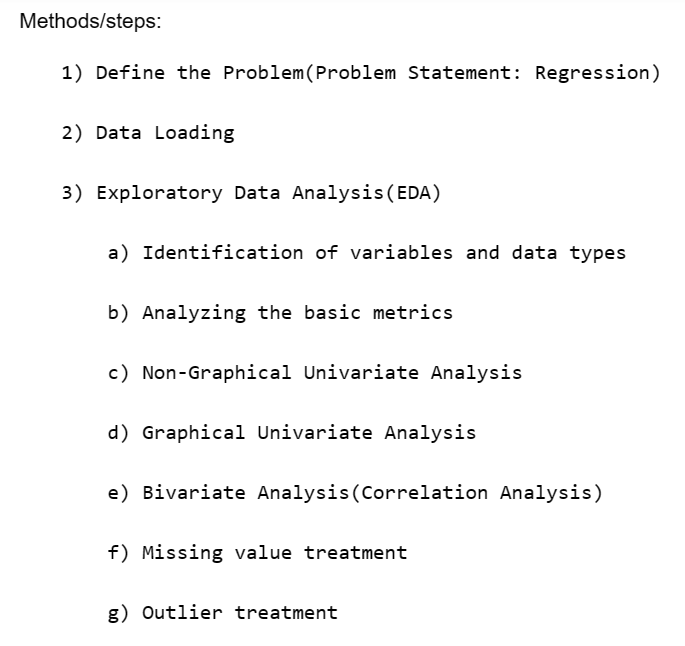 Methods/steps:
1) Define the Problem(Problem Statement: Regression)
2) Data Loading
3) Exploratory Data Analysis(EDA)
a) Identification of variables and data types
b) Analyzing the basic metrics
c) Non-Graphical Univariate Analysis
d) Graphical Univariate Analysis
e) Bivariate Analysis(Correlation Analysis)
f) Missing value treatment
g) Outlier treatment